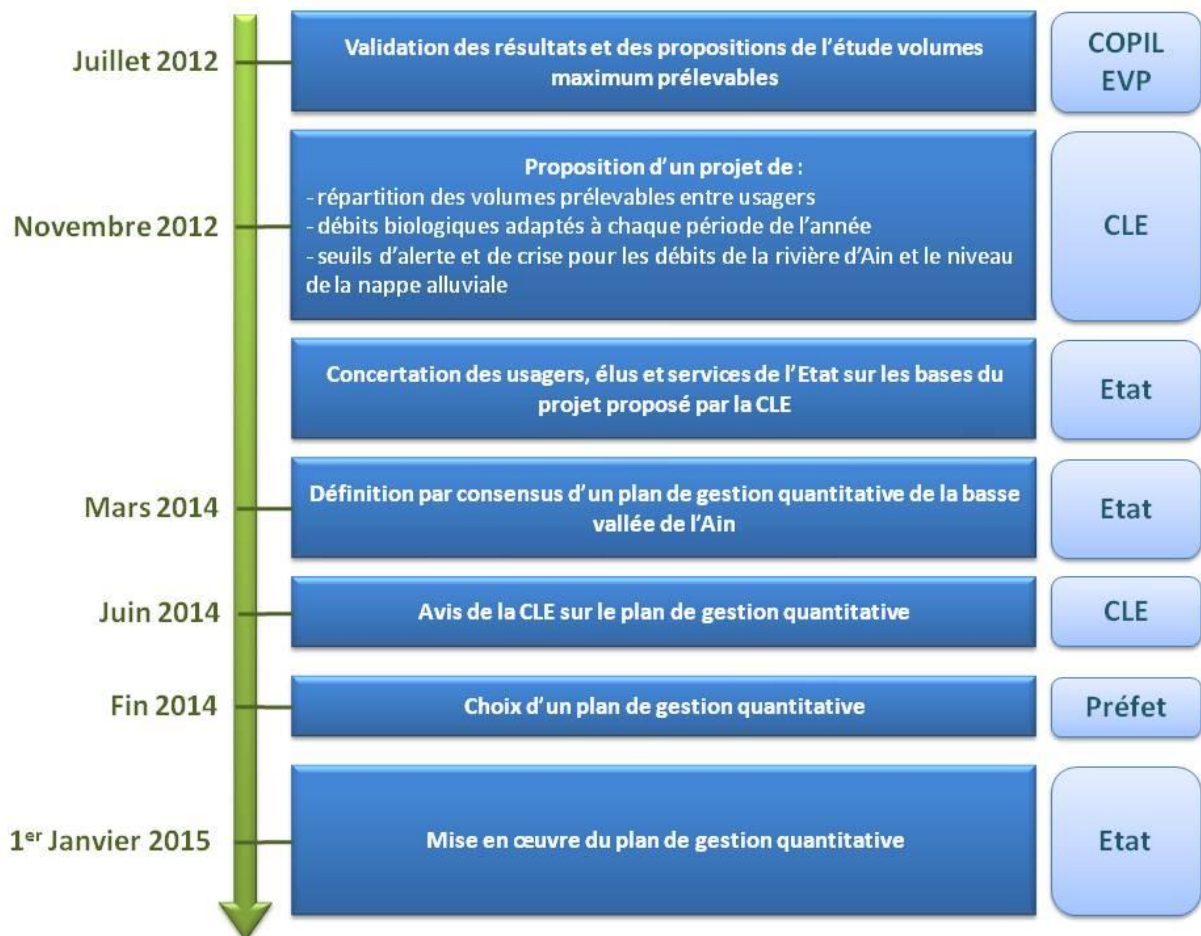 Juillet 2012
Validation des résultats et des propositions de l'étude volumes
maximum prélevables
COPIL
EVP
Novembre 2012
Proposition d'un projet de :
- répartition des volumes prélevables entre usagers
- débits biologiques adaptés à chaque période de l'année
- seuils d'alerte et de crise pour les débits de la rivière d'Ain et le niveau
de la nappe alluviale
CLE
Concertation des usagers, élus et services de l'Etat sur les bases du
projet proposé par la CLE
Etat
Mars 2014
Définition par consensus d'un plan de gestion quantitative de la basse
vallée de l'Ain
Etat
Juin 2014
Avis de la CLE sur le plan de gestion quantitative
CLE
Fin 2014
Choix d'un plan de gestion quantitative
Préfet
1er Janvier 2015
Mise en œuvre du plan de gestion quantitative
Etat